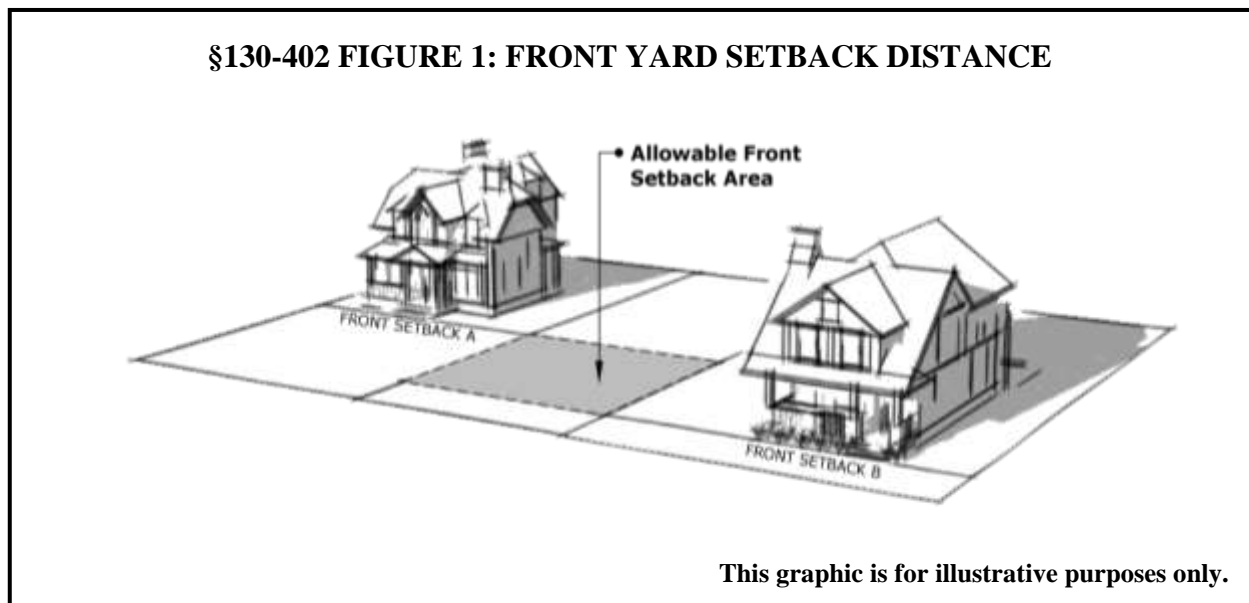 §130-402 FIGURE 1: FRONT YARD SETBACK DISTANCE
Allowable Front
Setback Area
FRONT SETBACK A
FRONT SETBACK B
This graphic is for illustrative purposes only.